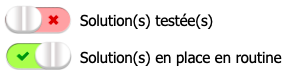 Solution(s) testée(s)
Solution(s) en place en routine